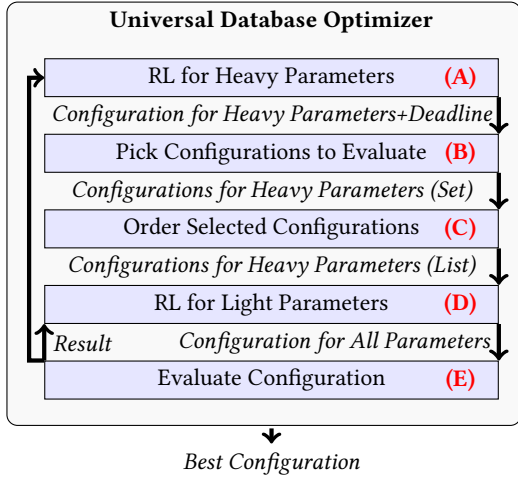 Universal Database Optimizer
RL for Heavy Parameters (A)
Configuration for Heavy Parameters+Deadline
Pick Configurations to Evaluate (B)
Configurations for Heavy Parameters (Set)
Order Selected Configurations (C)
Configurations for Heavy Parameters (List)
RL for Light Parameters (D)
Result Configuration for All Parameters
Evaluate Configuration (E)
Best Configuration